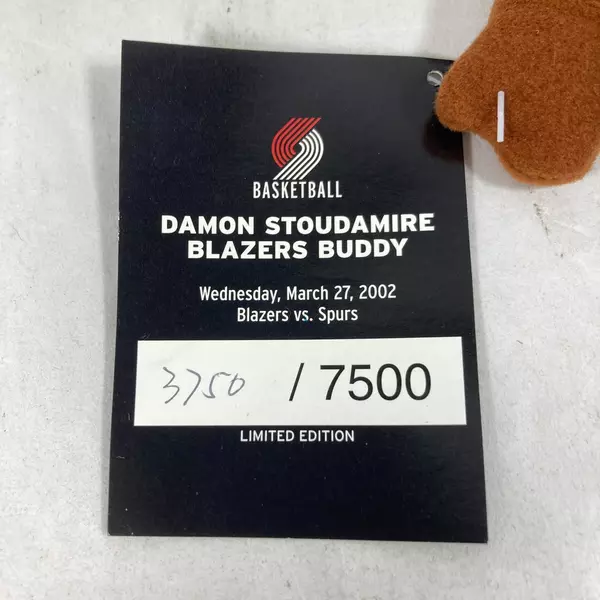 BASKETBALL
DAMON STOUDAMIRE
BLAZERS BUDDY
Wednesday, March 27, 2002
Blazers vs. Spurs
3750 / 7500
LIMITED EDITION